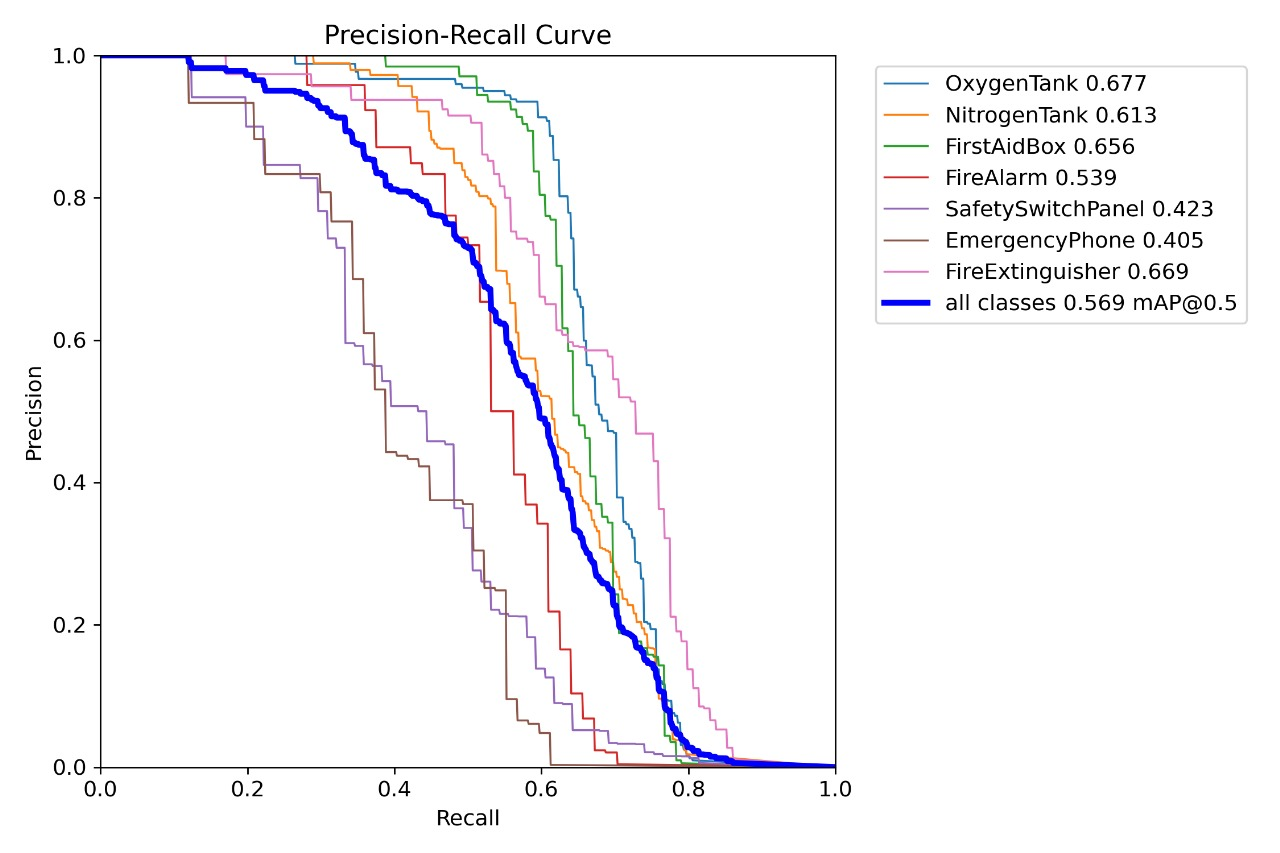 Precision-Recall Curve
1.0
0.8
0.6
0.4
0.2
0.0
Precision
0.0 0.2 0.4 0.6 0.8 1.0
Recall
OxygenTank 0.677
NitrogenTank 0.613
FirstAidBox 0.656
FireAlarm 0.539
SafetySwitchPanel 0.423
EmergencyPhone 0.405
FireExtinguisher 0.669
all classes 0.569 mAP@0.5